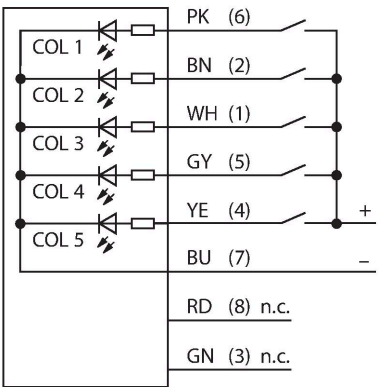 PK (6)
COL 1
BN (2)
COL 2
WH (1)
COL 3
GY (5)
COL 4
YE (4) +
COL 5
BU (7) –
RD (8) n.c.
GN (3) n.c.